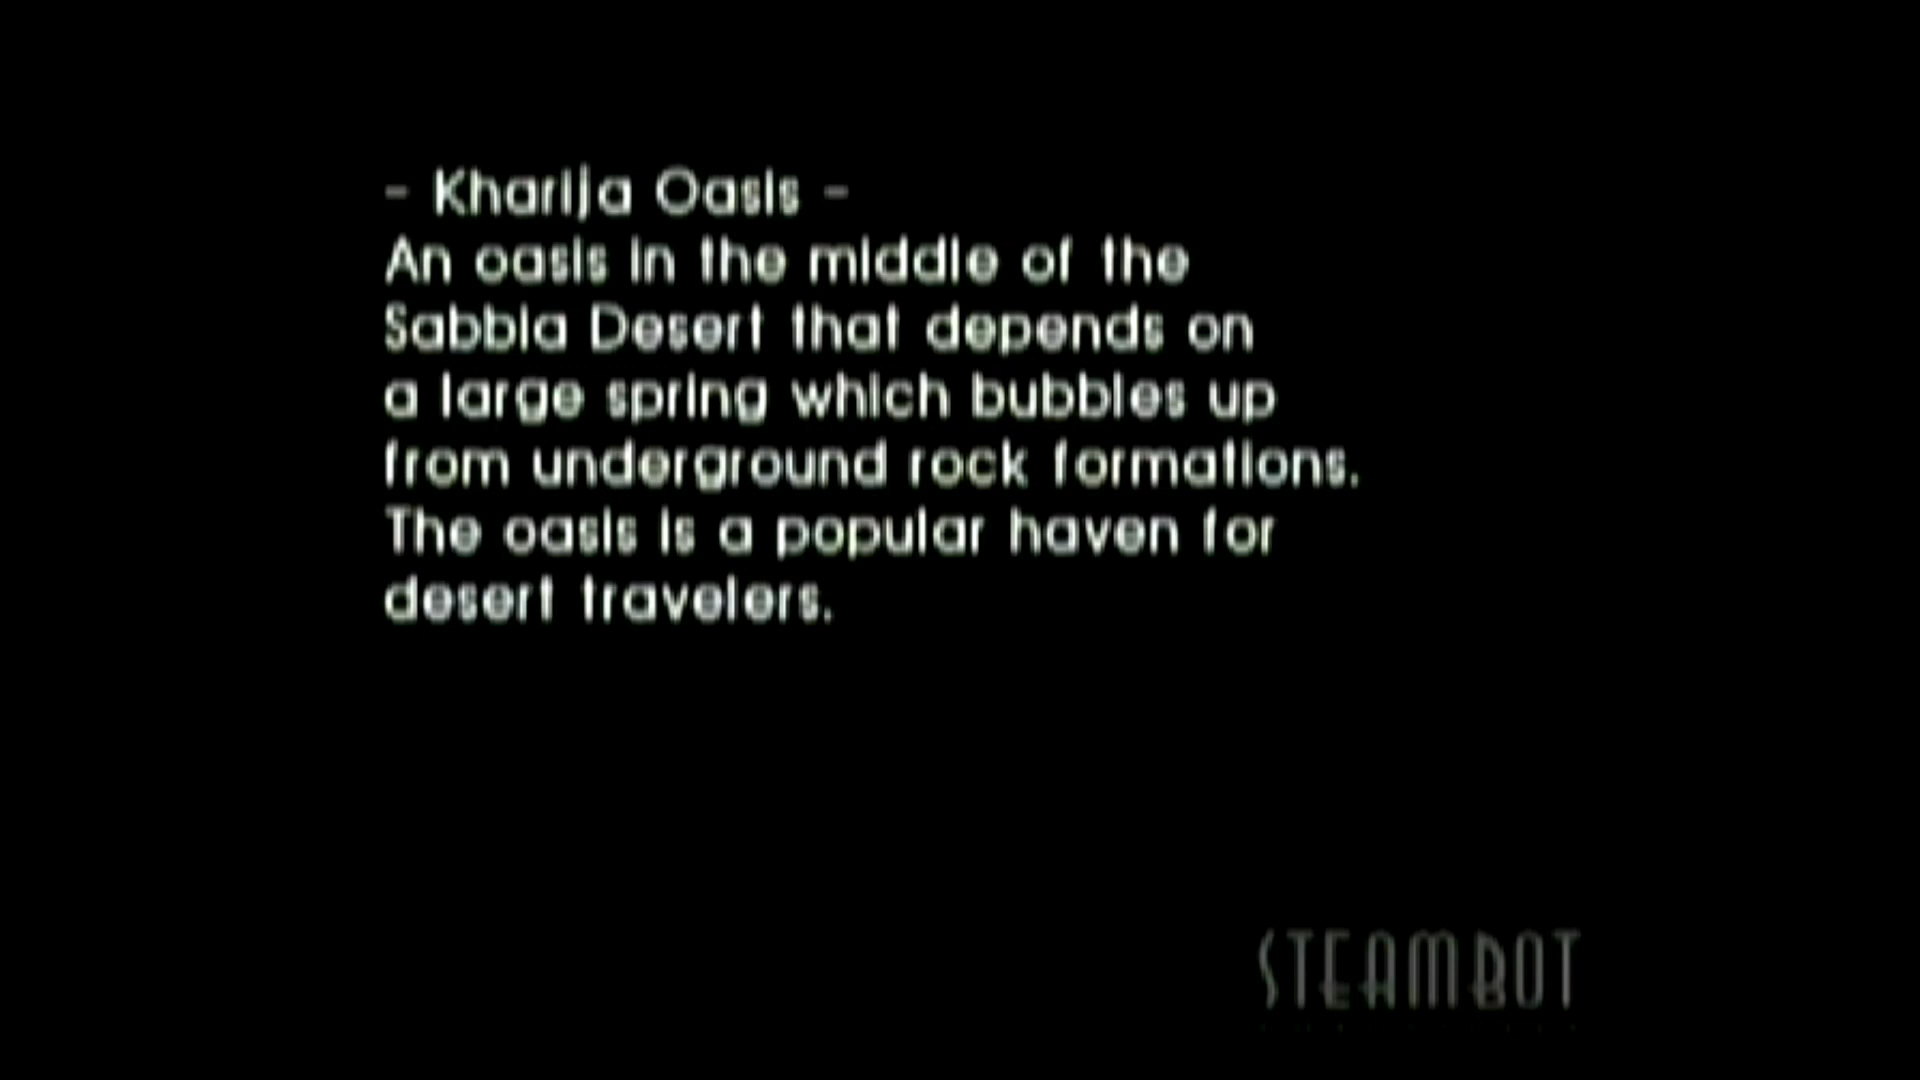 - Kharija Oasis -
An oasis in the middle of the
Sabbia Desert that depends on
a large spring which bubbles up
from underground rock formations.
The oasis is a popular haven for
desert travelers.
STEAMBOT